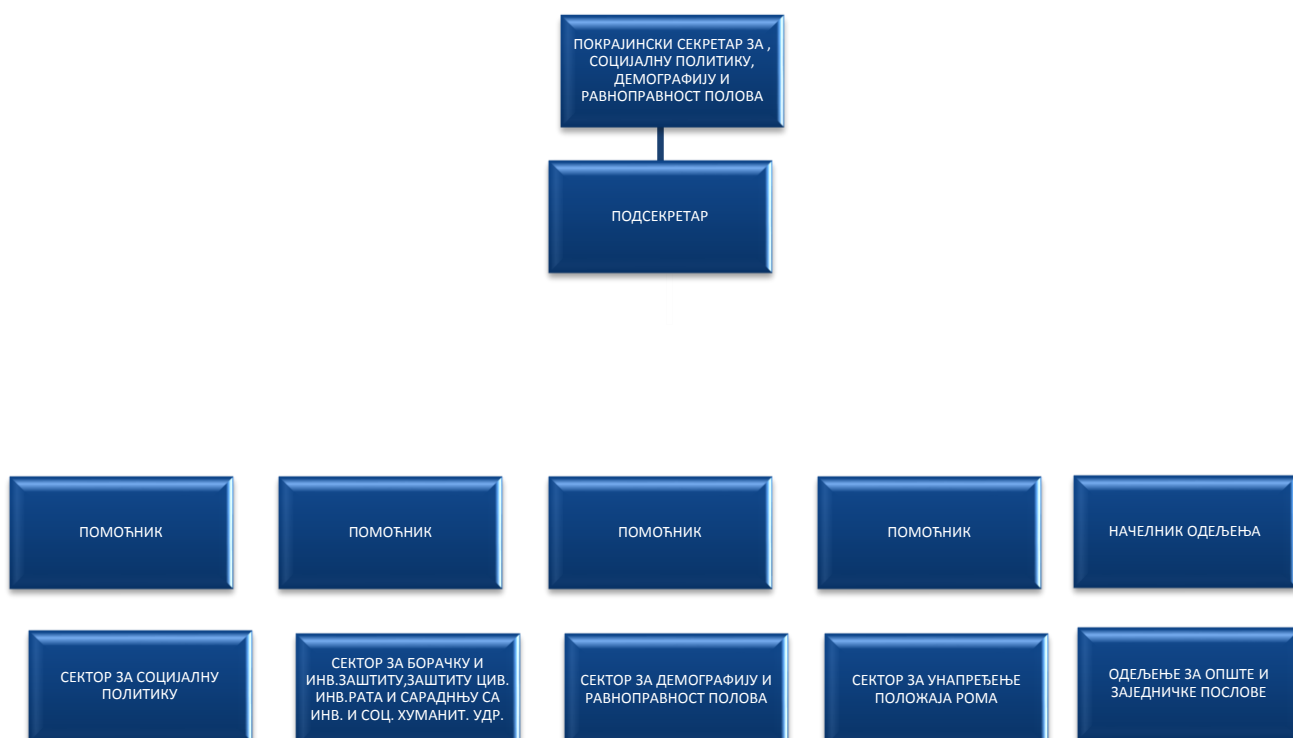 ПОКРАЈИНСКИ СЕКРЕТАР ЗА ,
СОЦИЈАЛНУ ПОЛИТИКУ,
ДЕМОГРАФИЈУ И
РАВНОПРАВНОСТ ПОЛОВА
ПОДСЕКРЕТАР
ПОМОЋНИК
ПОМОЋНИК
ПОМОЋНИК
ПОМОЋНИК
НАЧЕЛНИК ОДЕЉЕЊА
СЕКТОР ЗА СОЦИЈАЛНУ
ПОЛИТИКУ
СЕКТОР ЗА БОРАЧКУ И
ИНВ.ЗАШТИТУ,ЗАШТИТУ ЦИВ.
ИНВ.РАТА И САРАДНЊУ СА
ИНВ. И СОЦ. ХУМАНИТ. УДР.
СЕКТОР ЗА ДЕМОГРАФИЈУ И
РАВНОПРАВНОСТ ПОЛОВА
СЕКТОР ЗА УНАПРЕЂЕЊЕ
ПОЛОЖАЈА РОМА
ОДЕЉЕЊЕ ЗА ОПШТЕ И
ЗАЈЕДНИЧКЕ ПОСЛОВЕ